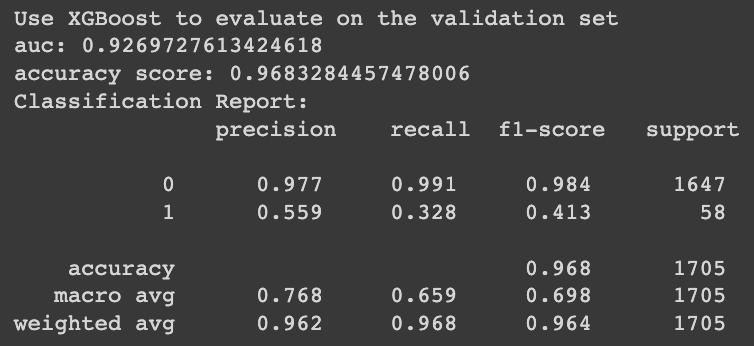 Use XGBoost to evaluate on the validation set
auc: 0.9269727613424618
accuracy score: 0.9683284457478006
Classification Report:
precision recall f1-score support
0 0.977 0.991 0.984 1647
1 0.559 0.328 0.413 58
accuracy 0.968 1705
macro avg 0.768 0.659 0.698 1705
weighted avg 0.962 0.968 0.964 1705